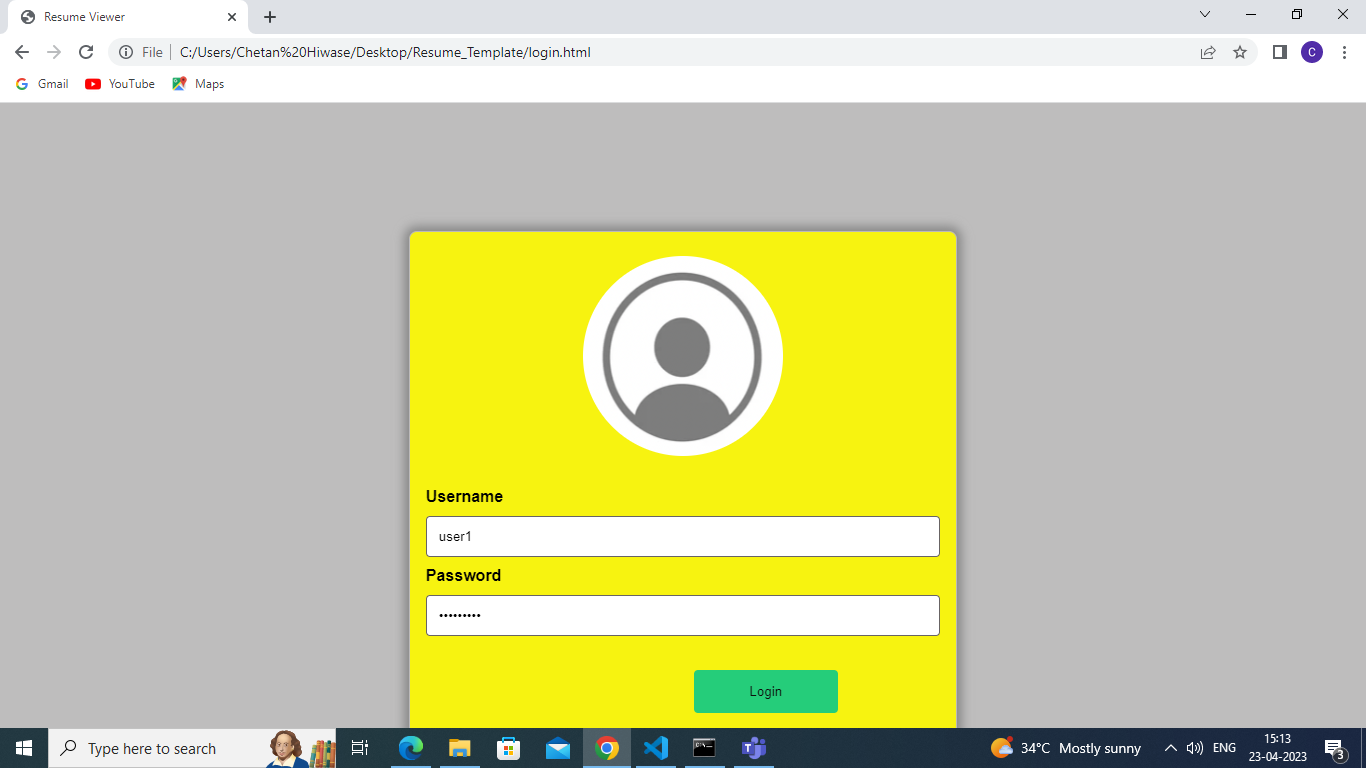 Resume Viewer
File C:/Users/Chetan%20Hiwase/Desktop/Resume_Template/login.html
C
Gmail YouTube Maps
Username
user1
Password
•••••••••
Login
Type here to search
34°C Mostly sunny
ENG
15:13
23-04-2023
3